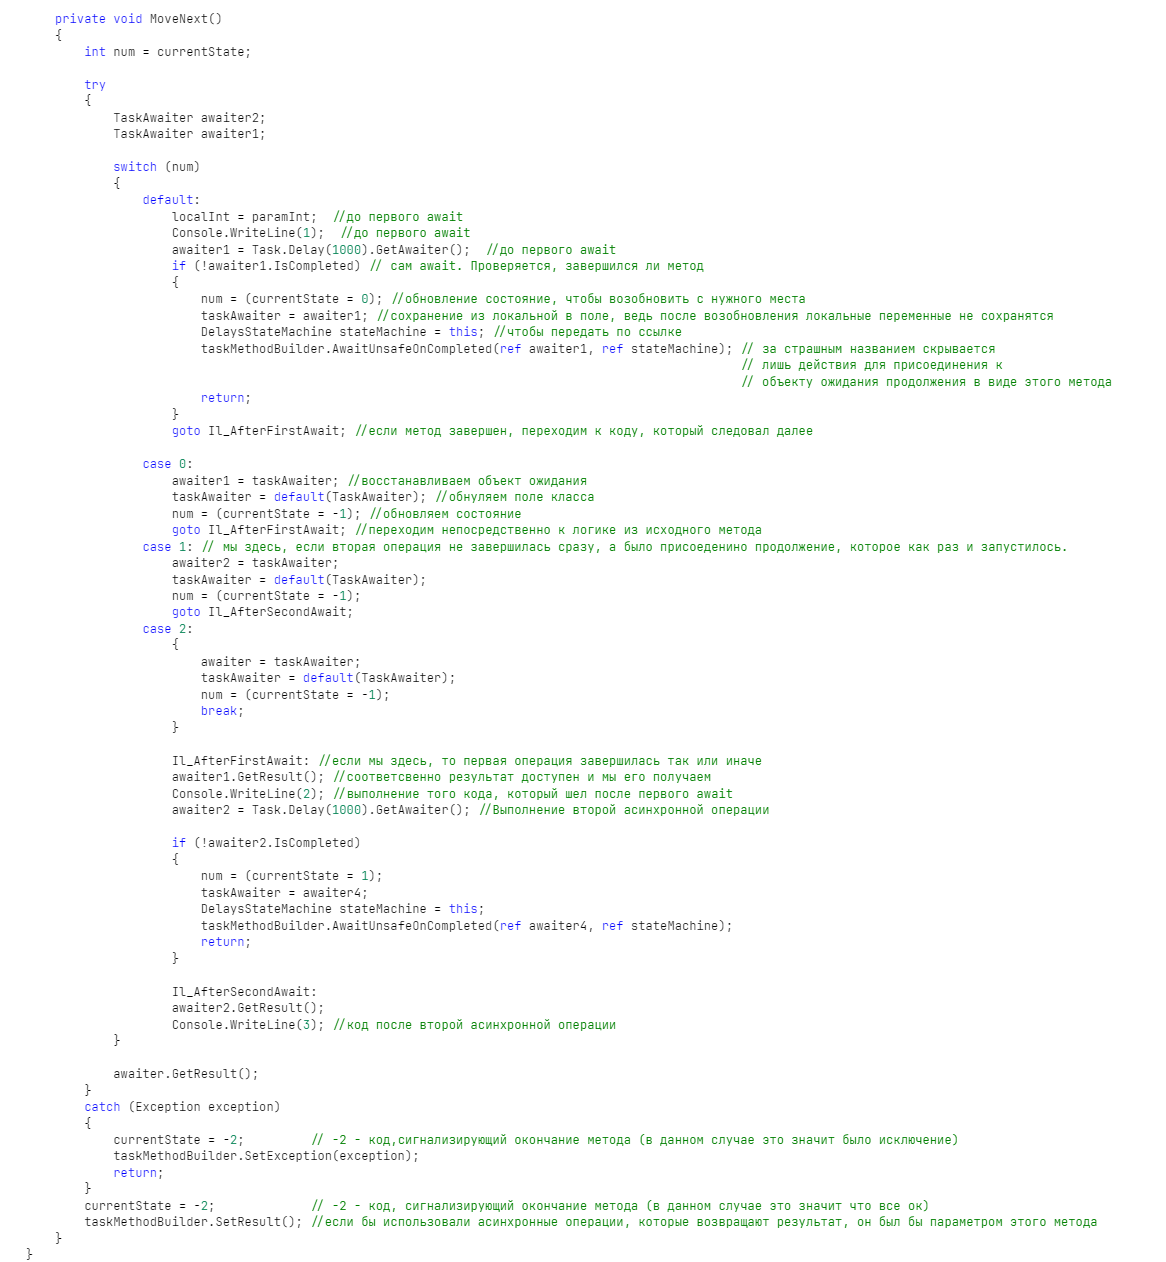 private void MoveNext()
{
int num = currentState;
try
{
TaskAwaiter awaiter2;
TaskAwaiter awaiter1;
switch (num)
{
default:
localInt = paramInt;  //до первого await
Console.WriteLine(1);  //до первого await
awaiter1 = Task.Delay(1000).GetAwaiter();  //до первого await
if (!awaiter1.IsCompleted) // сам await. Проверяется, завершился ли метод
{
num = (currentState = 0); //обновление состояние, чтобы возобновить с нужного места
taskAwaiter = awaiter1; //сохранение из локальной в поле, ведь после возобновления локальные переменные не сохранятся
DelaysStateMachine stateMachine = this; //чтобы передать по ссылке
taskMethodBuilder.AwaitUnsafeOnCompleted(ref awaiter1, ref stateMachine); // за страшным названием скрывается
// лишь действия для присоединения к
// объекту ожидания продолжения в виде этого метода
return;
}
goto Il_AfterFirstAwait; //если метод завершен, переходим к коду, который следовал далее
case 0:
awaiter1 = taskAwaiter; //восстанавливаем объект ожидания
taskAwaiter = default(TaskAwaiter); //обнуляем поле класса
num = (currentState = -1); //обновляем состояние
goto Il_AfterFirstAwait; //переходим непосредственно к логике из исходного метода
case 1: // мы здесь, если вторая операция не завершилась сразу, а было присоеденино продолжение, которое как раз и запустилось.
awaiter2 = taskAwaiter;
taskAwaiter = default(TaskAwaiter);
num = (currentState = -1);
goto Il_AfterSecondAwait;
case 2:
{
awaiter = taskAwaiter;
taskAwaiter = default(TaskAwaiter);
num = (currentState = -1);
break;
}
Il_AfterFirstAwait: //если мы здесь, то первая операция завершилась так или иначе
awaiter1.GetResult(); //соответсвенно результат доступен и мы его получаем
Console.WriteLine(2); //выполнение того кода, который шел после первого await
awaiter2 = Task.Delay(1000).GetAwaiter(); //Выполнение второй асинхронной операции
if (!awaiter2.IsCompleted)
{
num = (currentState = 1);
taskAwaiter = awaiter4;
DelaysStateMachine stateMachine = this;
taskMethodBuilder.AwaitUnsafeOnCompleted(ref awaiter4, ref stateMachine);
return;
}
Il_AfterSecondAwait:
awaiter2.GetResult();
Console.WriteLine(3); //код после второй асинхронной операции
}
awaiter.GetResult();
}
catch (Exception exception)
{
currentState = -2;         // -2 - код,сигнализирующий окончание метода (в данном случае это значит было исключение)
taskMethodBuilder.SetException(exception);
return;
}
currentState = -2;             // -2 - код, сигнализирующий окончание метода (в данном случае это значит что все ок)
taskMethodBuilder.SetResult(); //если бы использовали асинхронные операции, которые возвращают результат, он был бы параметром этого метода
}
}